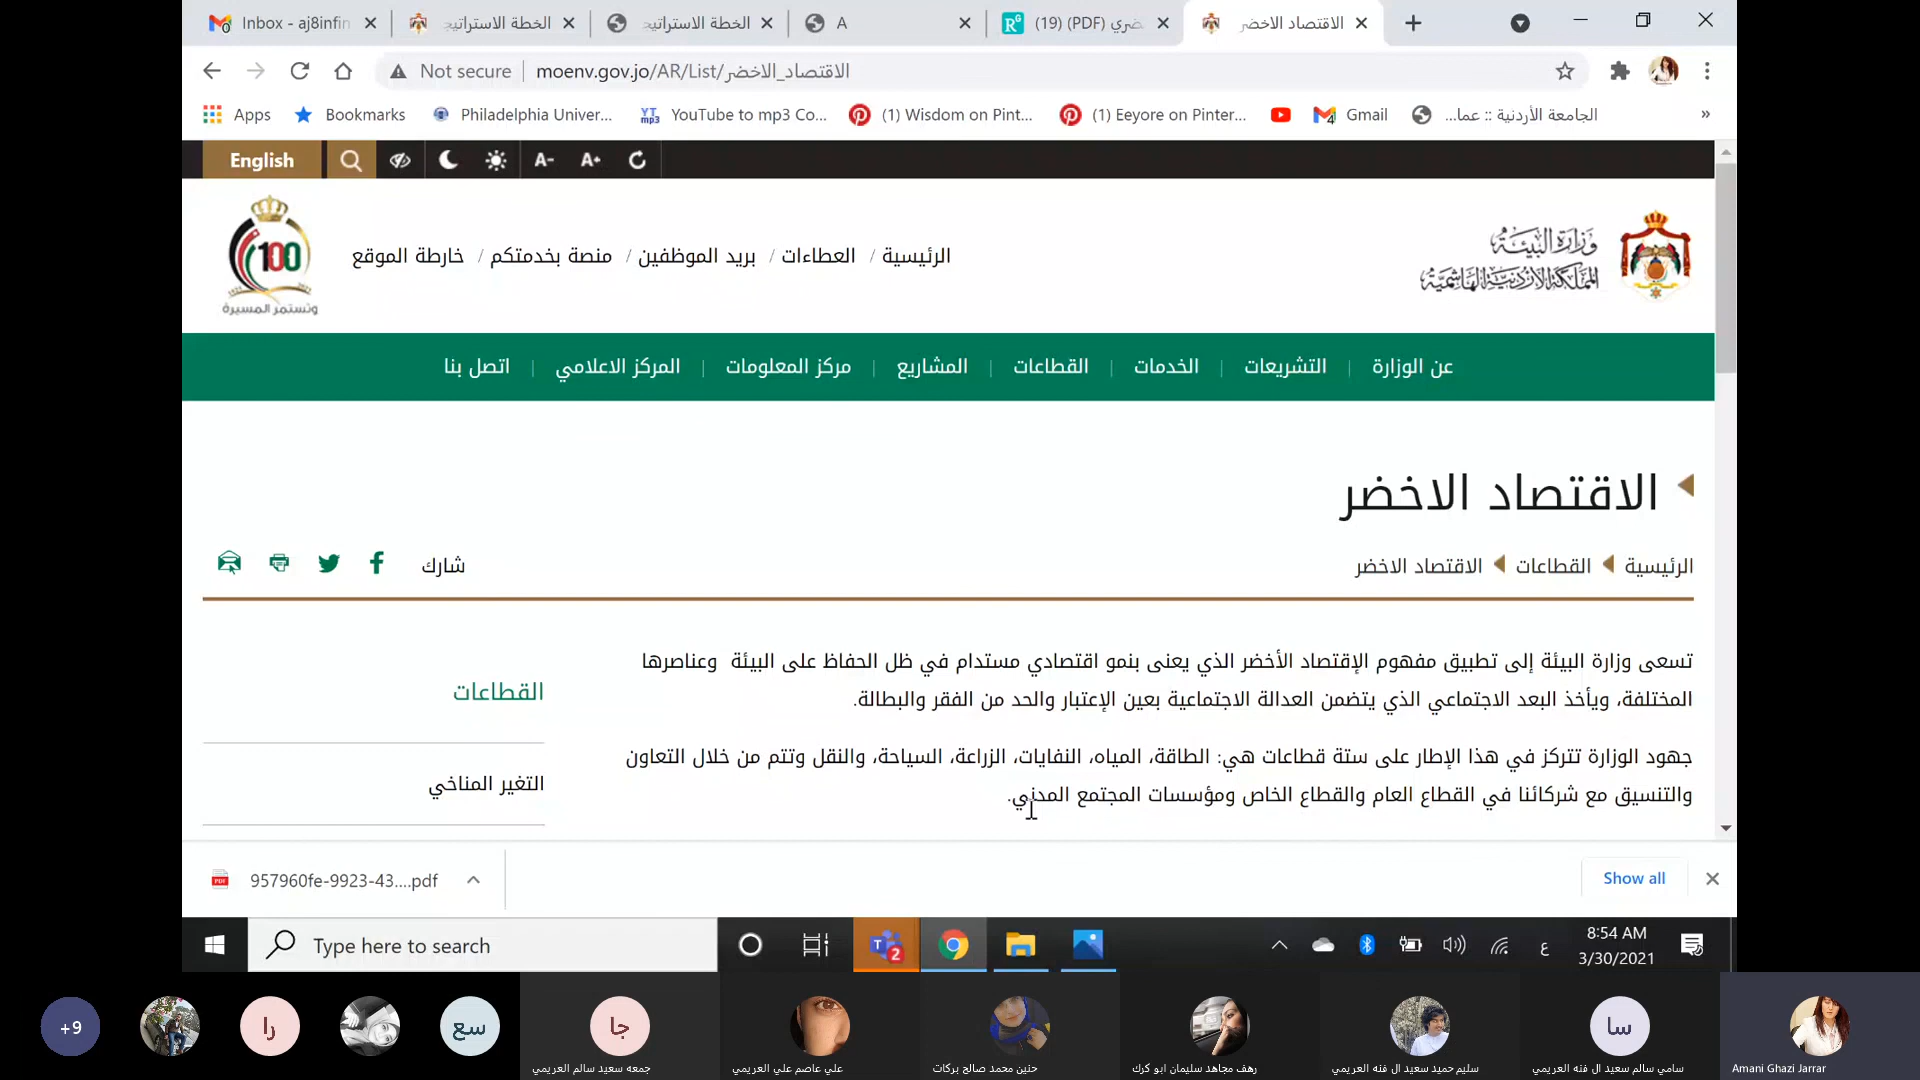 Inbox - aj8infin
الخطة الاستراتيج
الخطة الاستراتيجـ
A
(19) (PDF) ضري
الاقتصاد الاخضر
Not secure
moenv.gov.jo/AR/List/الاقتصاد_الاخضر
Apps
Bookmarks
Philadelphia Univer...
YouTube to mp3 Co...
(1) Wisdom on Pint...
(1) Eeyore on Pinter...
Gmail
الجامعة الأردنية :: عما...
»
English
A-
A+
وزارة البيئة
المملكة الأردنية الهاشمية
الرئيسية / العطاءات / بريد الموظفين / منصة بخدمتكم / خارطة الموقع
100
وتستمر المسيرة
عن الوزارة | التشريعات | الخدمات | القطاعات | المشاريع | مركز المعلومات | المركز الاعلامي | اتصل بنا
الاقتصاد الاخضر
الرئيسية القطاعات الاقتصاد الاخضر
شارك
تسعى وزارة البيئة إلى تطبيق مفهوم الإقتصاد الأخضر الذي يعنى بنمو اقتصادي مستدام في ظل الحفاظ على البيئة وعناصرها
المختلفة، ويأخذ البعد الاجتماعي الذي يتضمن العدالة الاجتماعية بعين الإعتبار والحد من الفقر والبطالة.
جهود الوزارة تتركز في هذا الإطار على ستة قطاعات هي: الطاقة، المياه، النفايات، الزراعة، السياحة، والنقل وتتم من خلال التعاون
والتنسيق مع شركائنا في القطاع العام والقطاع الخاص ومؤسسات المجتمع المدني.
القطاعات
التغير المناخي
957960fe-9923-43....pdf
Show all
Type here to search
2
ع
8:54 AM
3/30/2021
+9
را
سع
جا
سا
جمعه سعيد سالم العريمي
علي عاصم علي العريمي
حنين محمد صالح بركات
رهف مجاهد سليمان ابو كرك
سليم حميد سعيد ال فنه العريمي
سامي سالم سعيد ال فنه العريمي
Amani Ghazi Jarrar